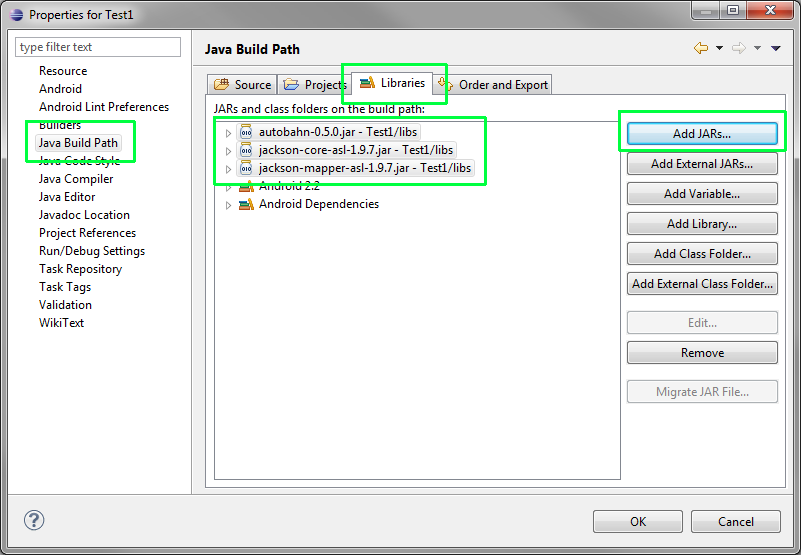 Properties for Test1
type filter text
Resource
Android
Android Lint Preferences
Builders
Java Build Path
Java Code Style
Java Compiler
Java Editor
Javadoc Location
Project References
Run/Debug Settings
Task Repository
Task Tags
Validation
WikiText
Java Build Path
Source
Projects
Libraries
Order and Export
JARs and class folders on the build path:
autobahn-0.5.0.jar - Test1/libs
jackson-core-asl-1.9.7.jar - Test1/libs
jackson-mapper-asl-1.9.7.jar - Test1/libs
Android 2.2
Android Dependencies
Add JARs...
Add External JARs...
Add Variable...
Add Library...
Add Class Folder...
Add External Class Folder...
Edit...
Remove
Migrate JAR File...
OK
Cancel